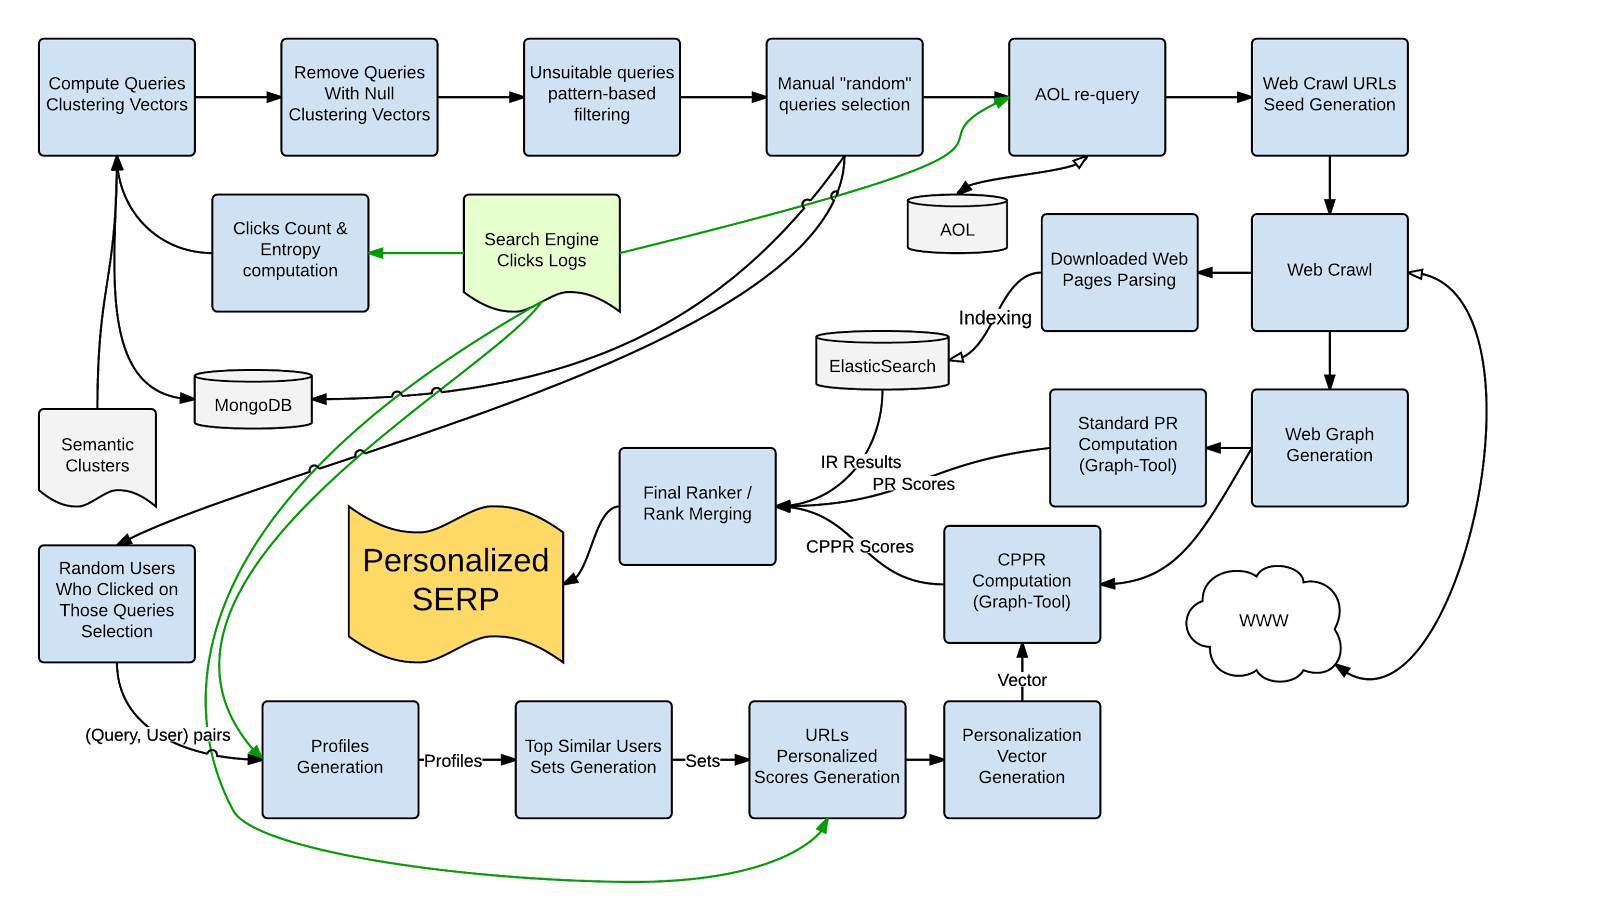 Compute Queries
Clustering Vectors
Remove Queries
With Null
Clustering Vectors
Unsuitable queries
pattern-based
filtering
Manual "random"
queries selection
AOL re-query
Web Crawl URLs
Seed Generation
Clicks Count &
Entropy
computation
Search Engine
Clicks Logs
AOL
Downloaded Web
Pages Parsing
Web Crawl
Indexing
ElasticSearch
MongoDB
Semantic
Clusters
Standard PR
Computation
(Graph-Tool)
Web Graph
Generation
IR Results
PR Scores
Final Ranker /
Rank Merging
CPPR Scores
Personalized
SERP
CPPR
Computation
(Graph-Tool)
WWW
Random Users
Who Clicked on
Those Queries
Selection
Vector
(Query, User) pairs
Profiles
Generation
Profiles
Top Similar Users
Sets Generation
Sets
URLs
Personalized
Scores Generation
Personalization
Vector
Generation